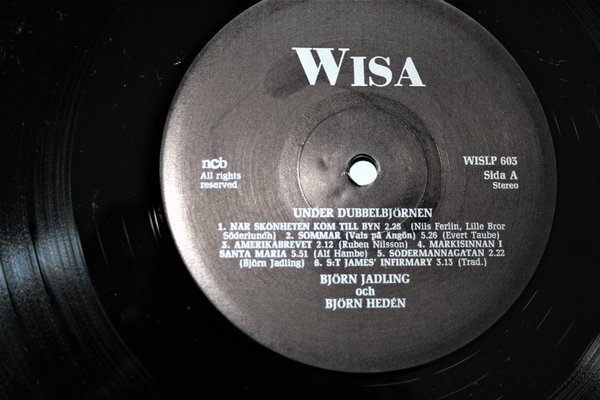 WISA
ncb
All rights
reserved
WISLP 603
Sida A
Stereo
UNDER DUBBELBJÖRNEN
1. NÄR SKÖNHETEN KOM TILL BYN 2.28 (Nils Ferlin, Lille Bror
Söderlundh) 2. SOMMAR (Vals på Ängön) 5.25 (Evert Taube)
3. AMERIKABREVET 2.12 (Ruben Nilsson) 4. MARKISINNAN I
SANTA MARIA 5.51 (Alf Hambe) 5. SÖDERMANNAGATAN 2.22
(Björn Jadling) 6. S:T JAMES' INFIRMARY 3.13 (Trad.)
BJÖRN JADLING
och
BJÖRN HEDÉN